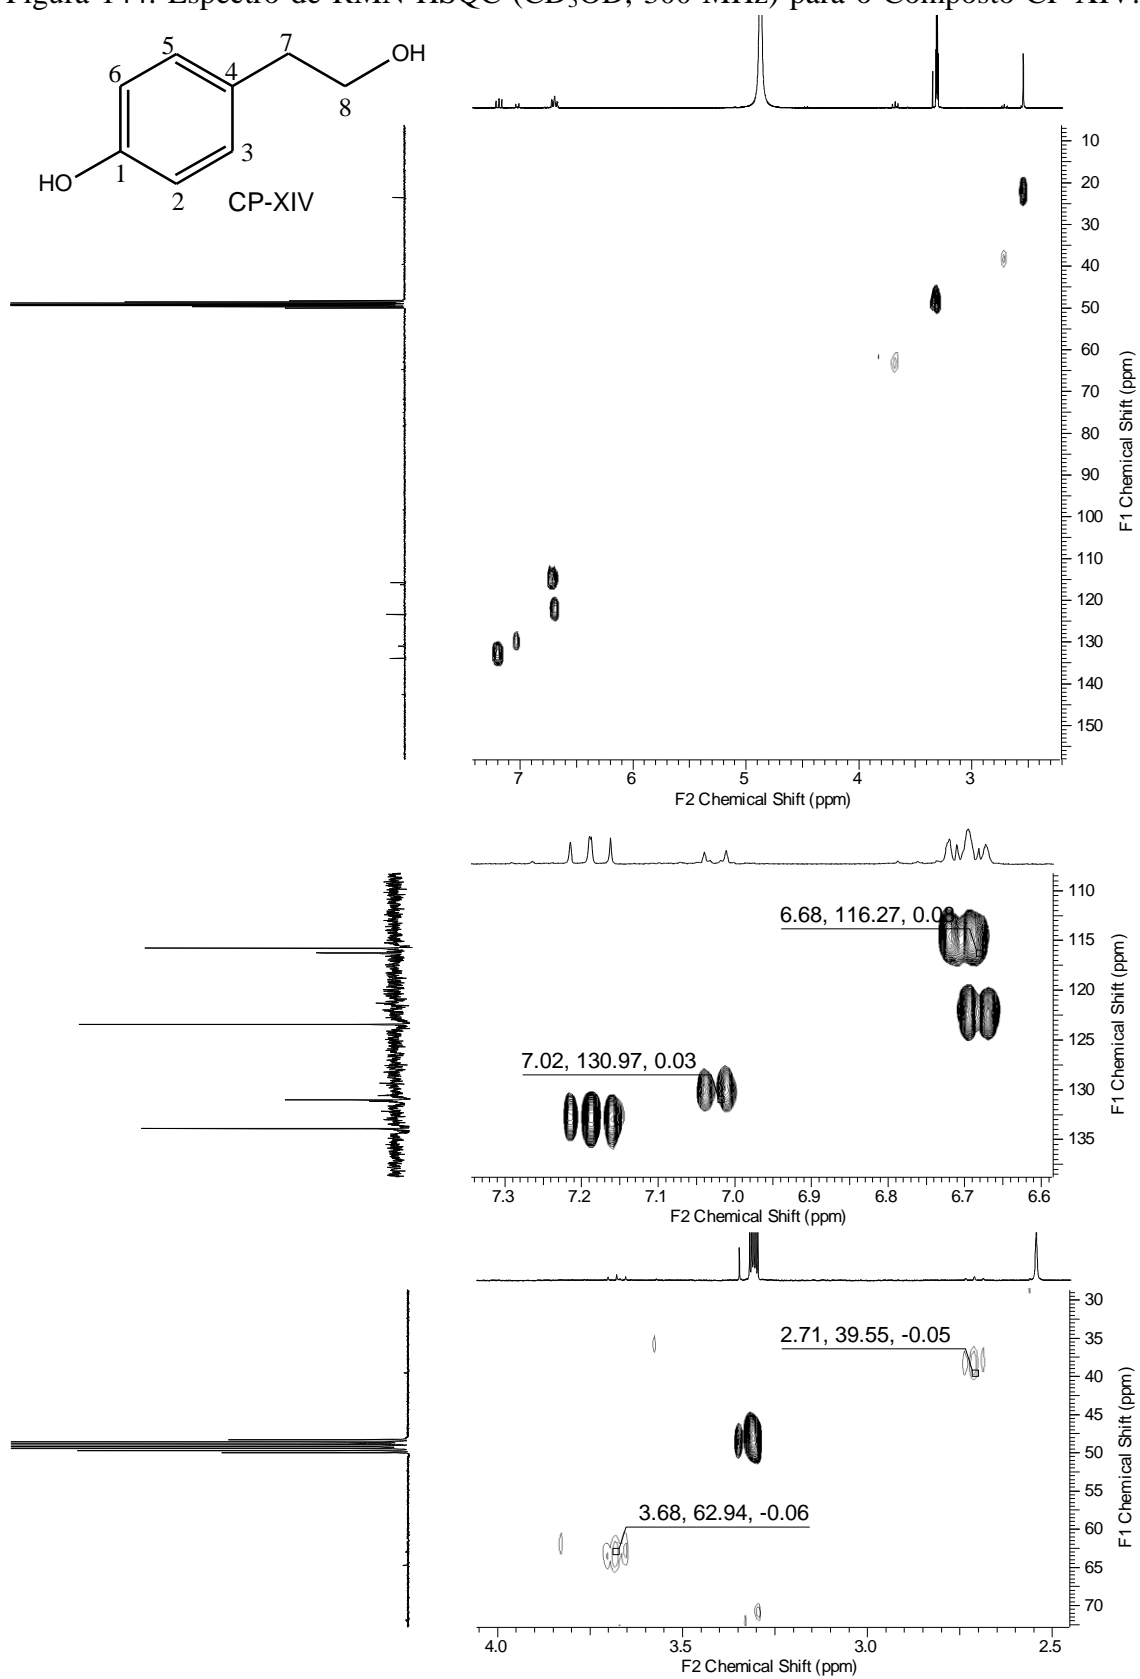 Figura 144: Espectro de RMN HSQC (CD3OD, 300 MHz) para o Composto CP-XIV.
5
7
OH
6
4
8
3
HO
1
2
CP-XIV
10
20
30
40
50
60
70
80
90
100
110
120
130
140
150
F1 Chemical Shift (ppm)
7 6 5 4 3
F2 Chemical Shift (ppm)
6.68, 116.27, 0.08
7.02, 130.97, 0.03
110
115
120
125
130
135
F1 Chemical Shift (ppm)
7.3 7.2 7.1 7.0 6.9 6.8 6.7 6.6
F2 Chemical Shift (ppm)
2.71, 39.55, -0.05
3.68, 62.94, -0.06
30
35
40
45
50
55
60
65
70
F1 Chemical Shift (ppm)
4.0 3.5 3.0 2.5
F2 Chemical Shift (ppm)